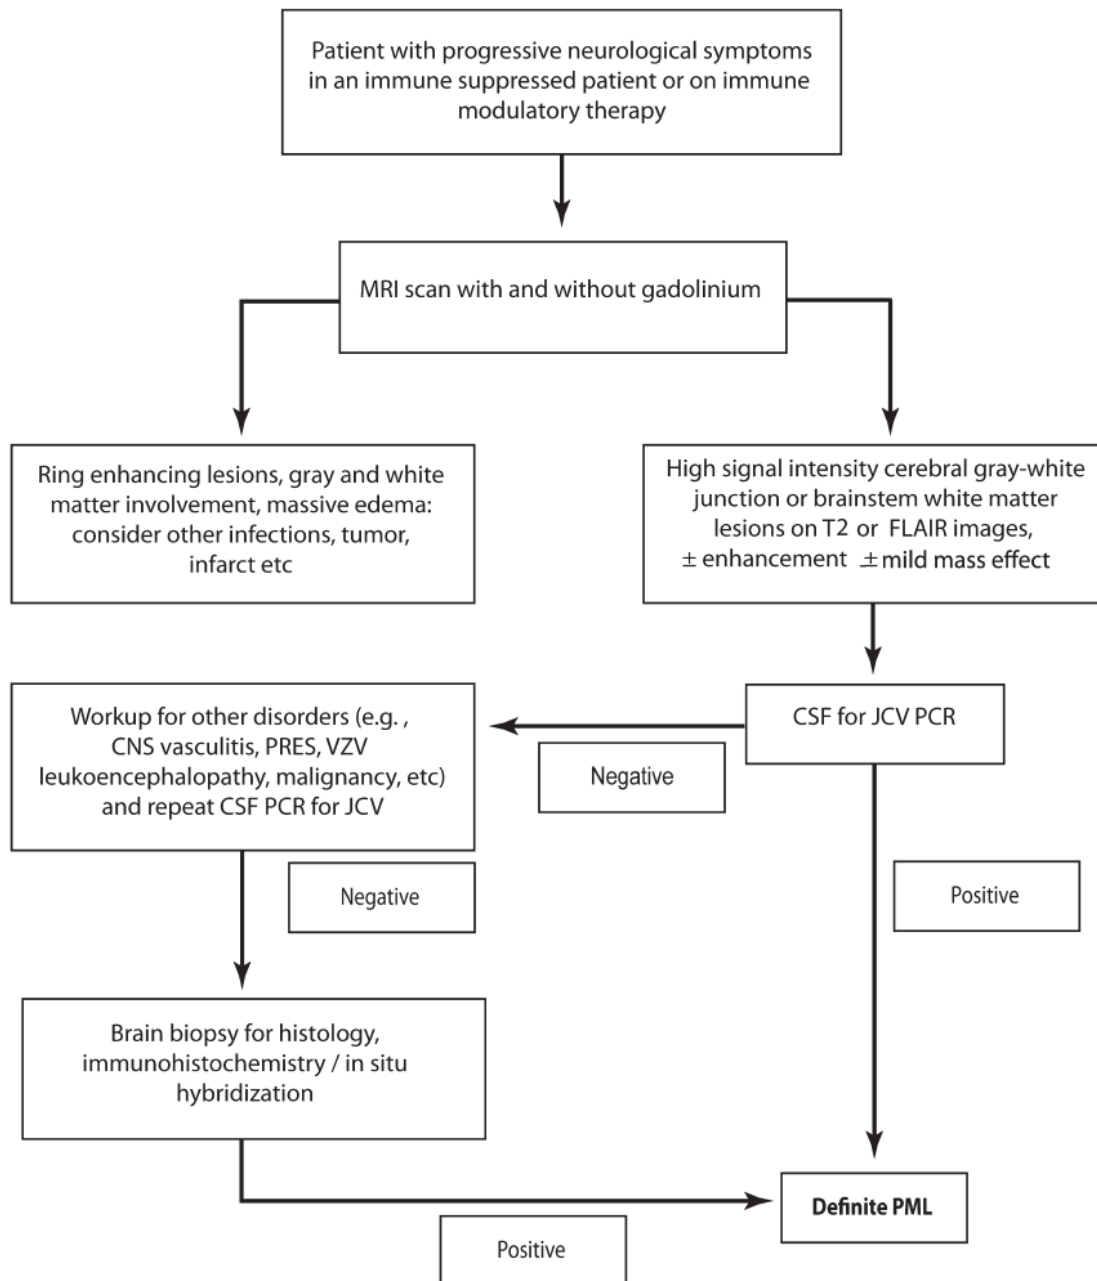 Patient with progressive neurological symptoms
in an immune suppressed patient or on immune
modulatory therapy
MRI scan with and without gadolinium
Ring enhancing lesions, gray and white
matter involvement, massive edema:
consider other infections, tumor,
infarct etc
High signal intensity cerebral gray-white
junction or brainstem white matter
lesions on T2 or FLAIR images,
± enhancement ± mild mass effect
Workup for other disorders (e.g. ,
CNS vasculitis, PRES, VZV
leukoencephalopathy, malignancy, etc)
and repeat CSF PCR for JCV
CSF for JCV PCR
Negative
Negative
Positive
Brain biopsy for histology,
immunohistochemistry / in situ
hybridization
Definite PML
Positive